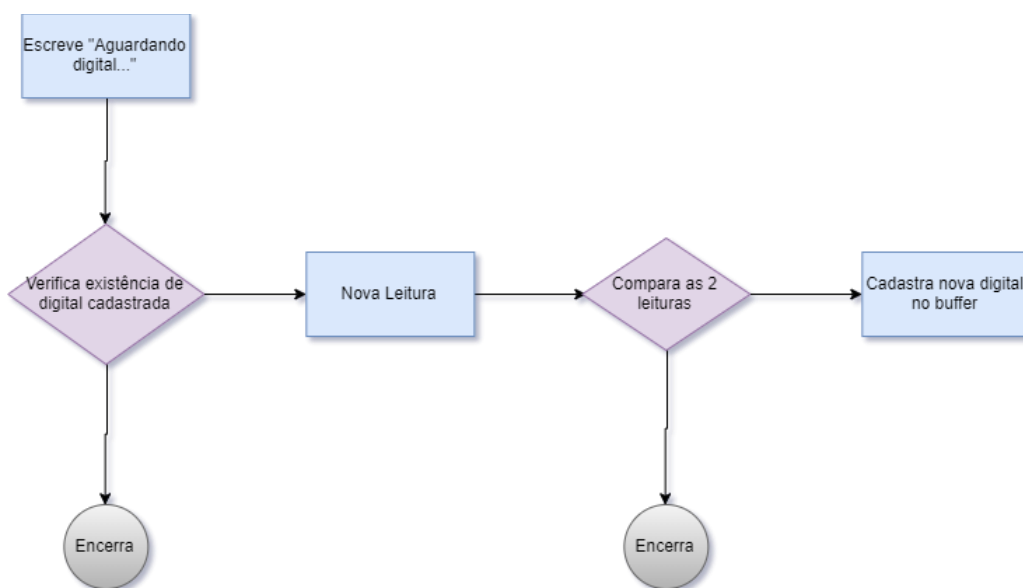 Escreve "Aguardando
digital..."
Verifica existência de
digital cadastrada
Nova Leitura
Compara as 2
leituras
Cadastra nova digital
no buffer
Encerra
Encerra